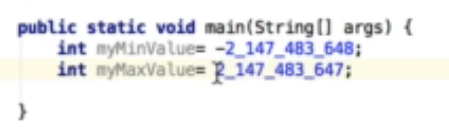 public static void main(String[] args) {
int myMinValue= -2_147_483_648;
int myMaxValue= 2_147_483_647;
}